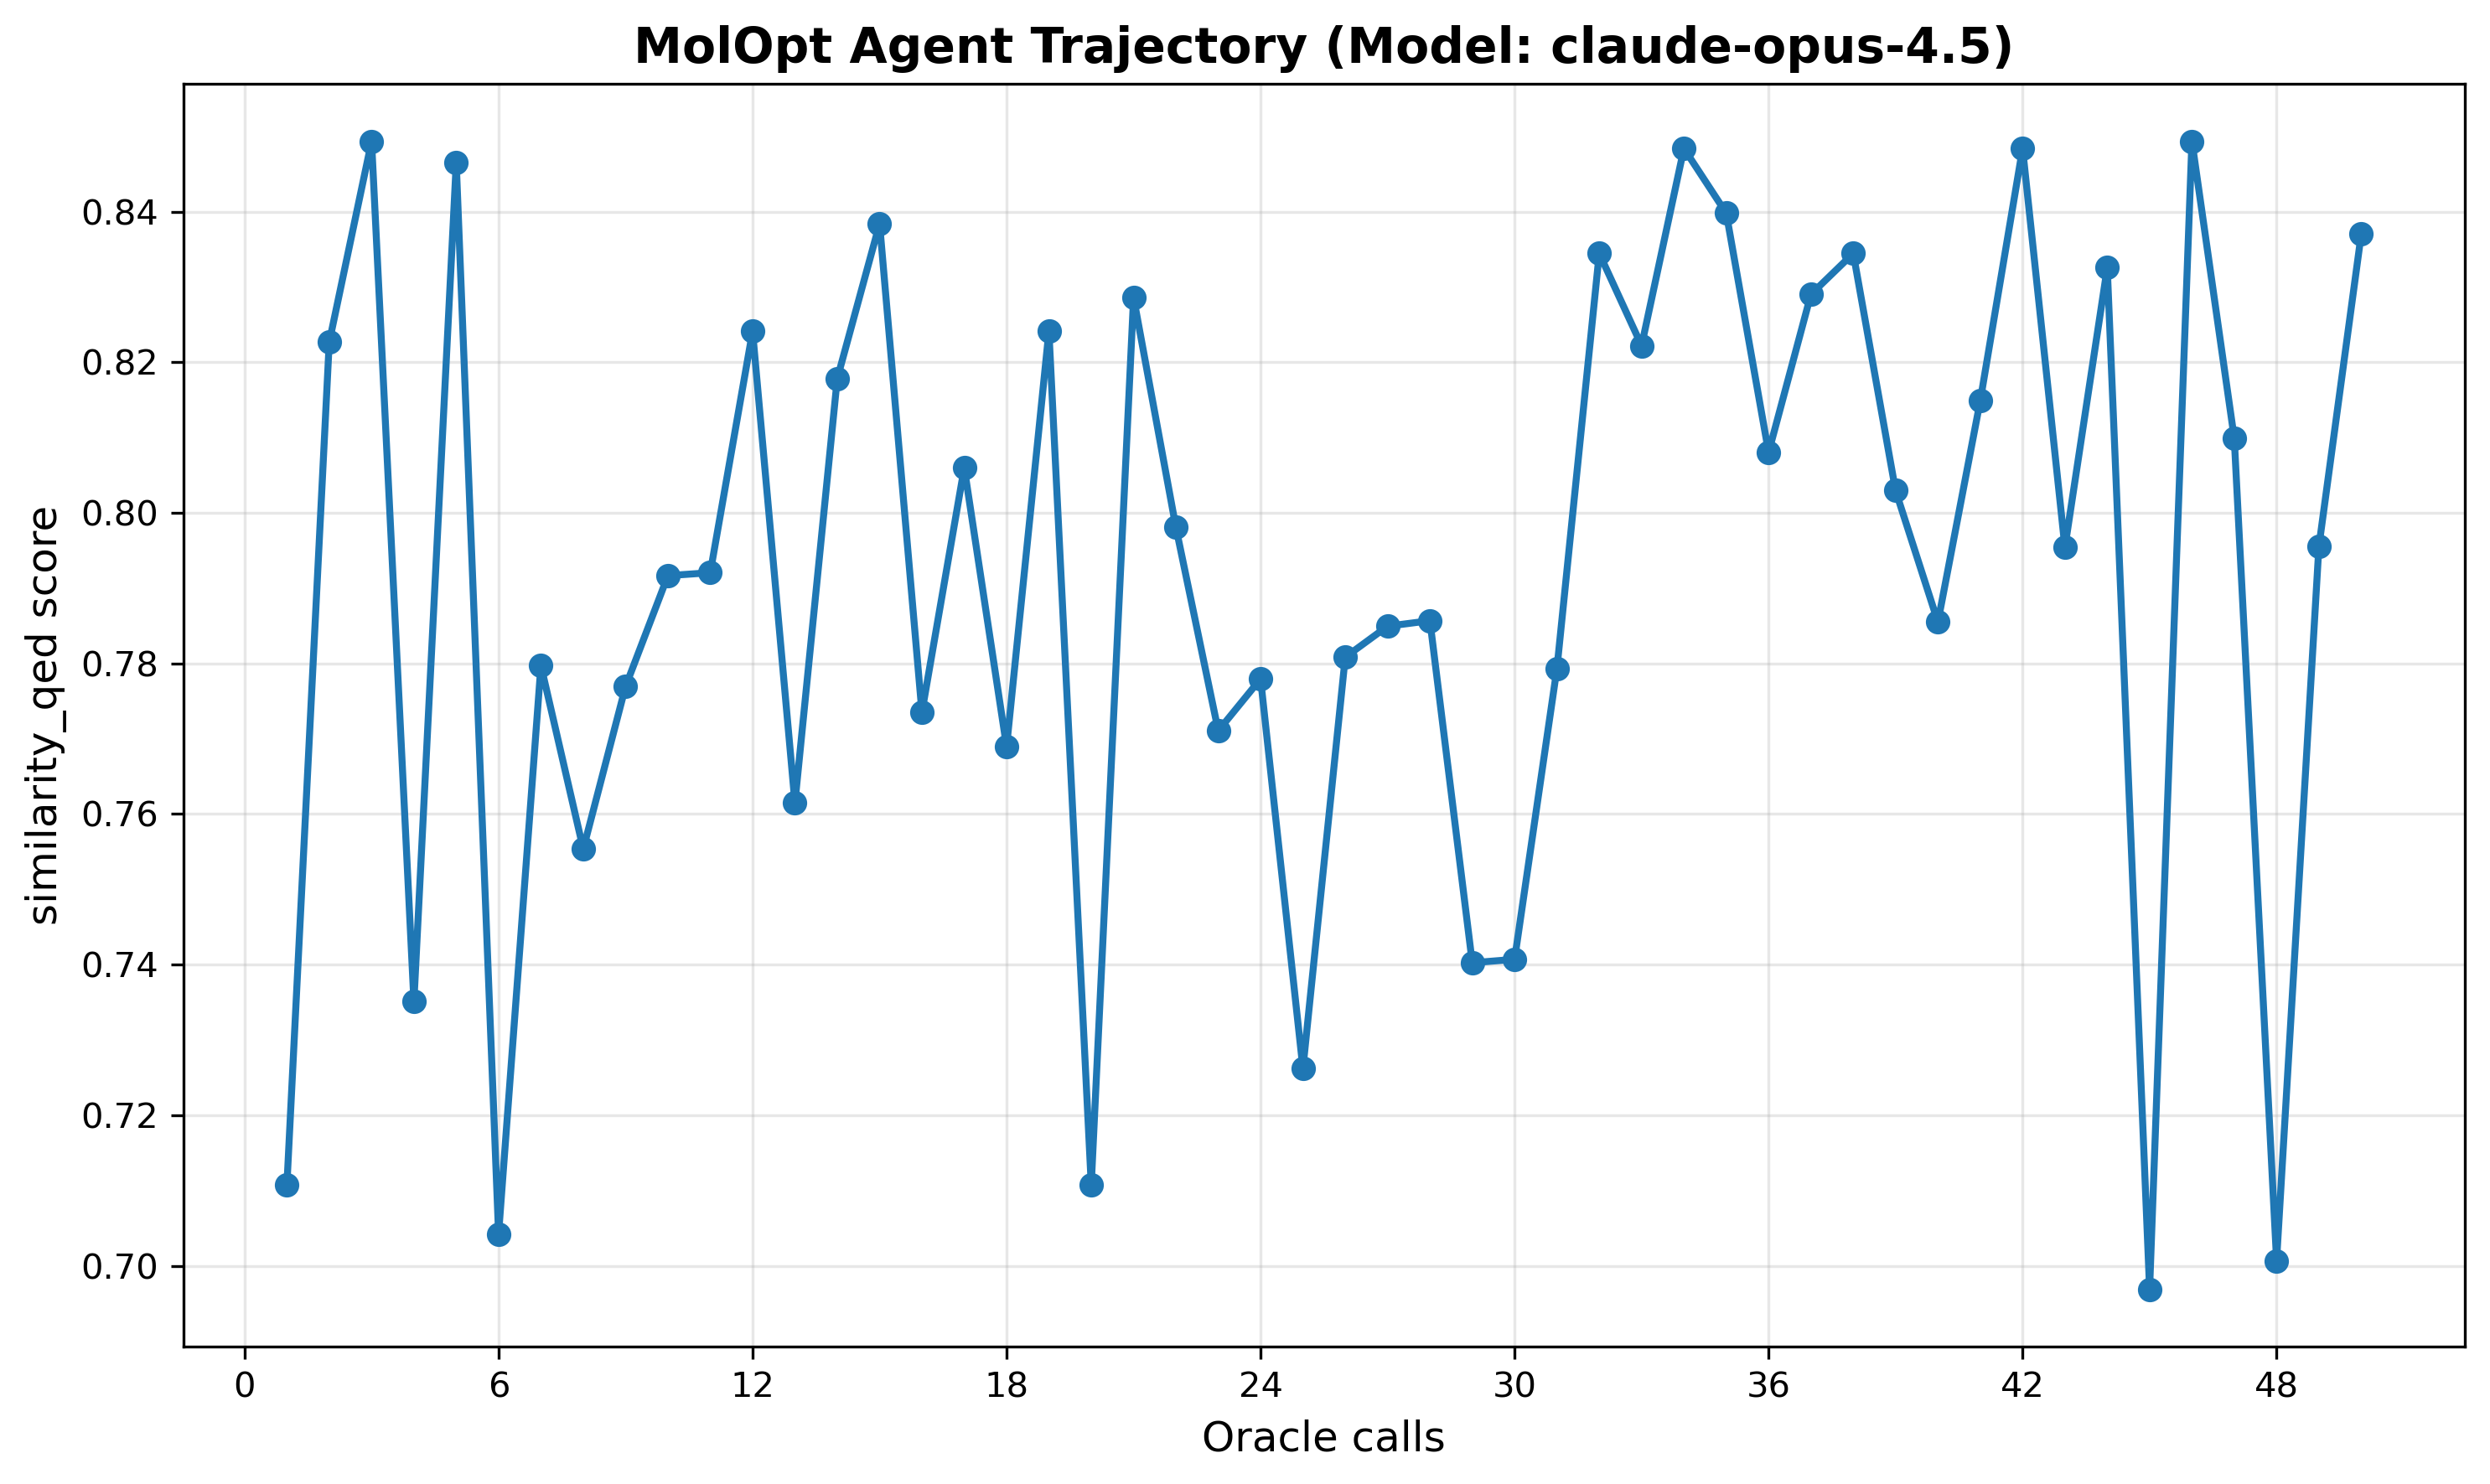 MolOpt Agent Trajectory (Model: claude-opus-4.5)
similarity_qed score
0.84
0.82
0.80
0.78
0.76
0.74
0.72
0.70
0 6 12 18 24 30 36 42 48
Oracle calls